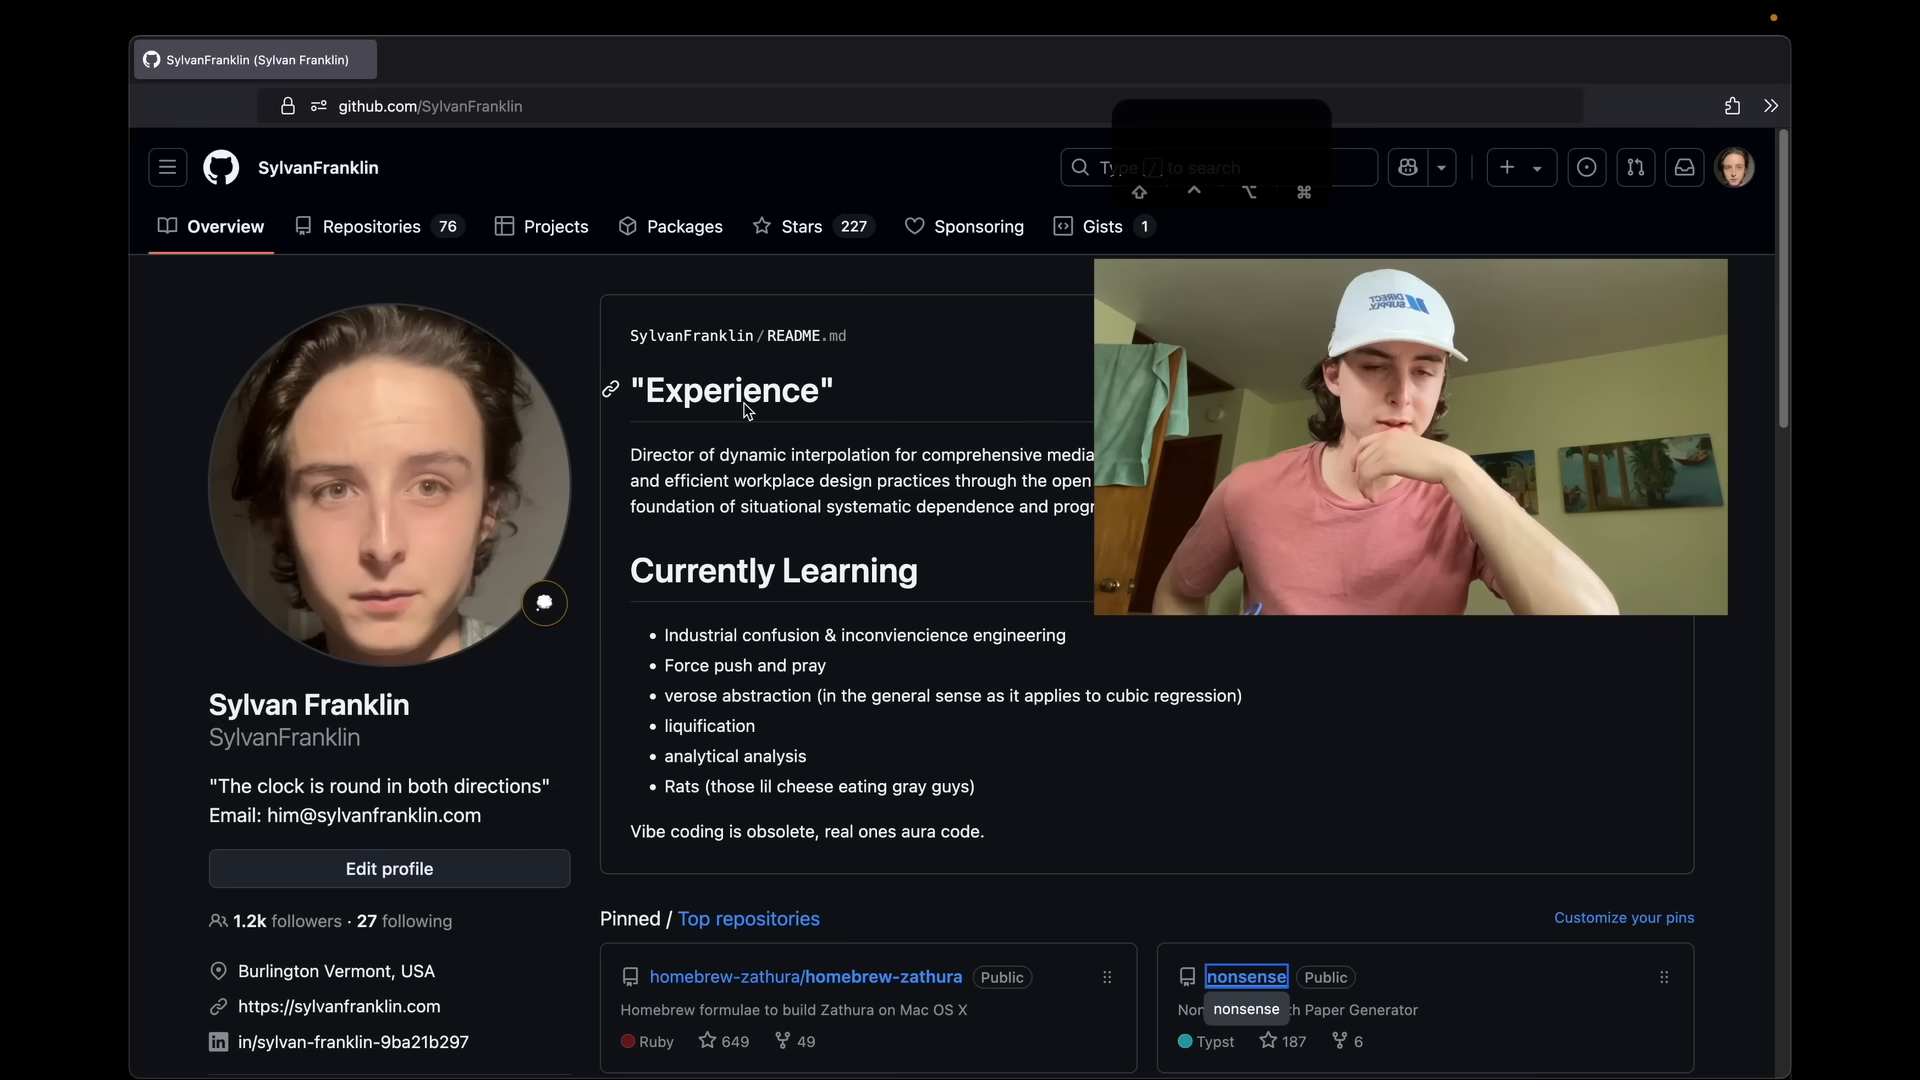 SylvanFranklin (Sylvan Franklin)
github.com/SylvanFranklin
SylvanFranklin
Type / to search
Overview
Repositories 76
Projects
Packages
Stars 227
Sponsoring
Gists 1
SylvanFranklin/README.md
"Experience"
Director of dynamic interpolation for comprehensive media
and efficient workplace design practices through the open
foundation of situational systematic dependence and progr
Currently Learning
Industrial confusion & inconviencience engineering
Force push and pray
verose abstraction (in the general sense as it applies to cubic regression)
liquification
analytical analysis
Rats (those lil cheese eating gray guys)
Vibe coding is obsolete, real ones aura code.
DIRECT
SUPPLY
Sylvan Franklin
SylvanFranklin
"The clock is round in both directions"
Email: him@sylvanfranklin.com
Edit profile
1.2k followers · 27 following
Burlington Vermont, USA
https://sylvanfranklin.com
in/sylvan-franklin-9ba21b297
Pinned / Top repositories
Customize your pins
homebrew-zathura/homebrew-zathura Public
Homebrew formulae to build Zathura on Mac OS X
Ruby 649 49
nonsense Public
Paper Generator
nonsense
Typst 187 6